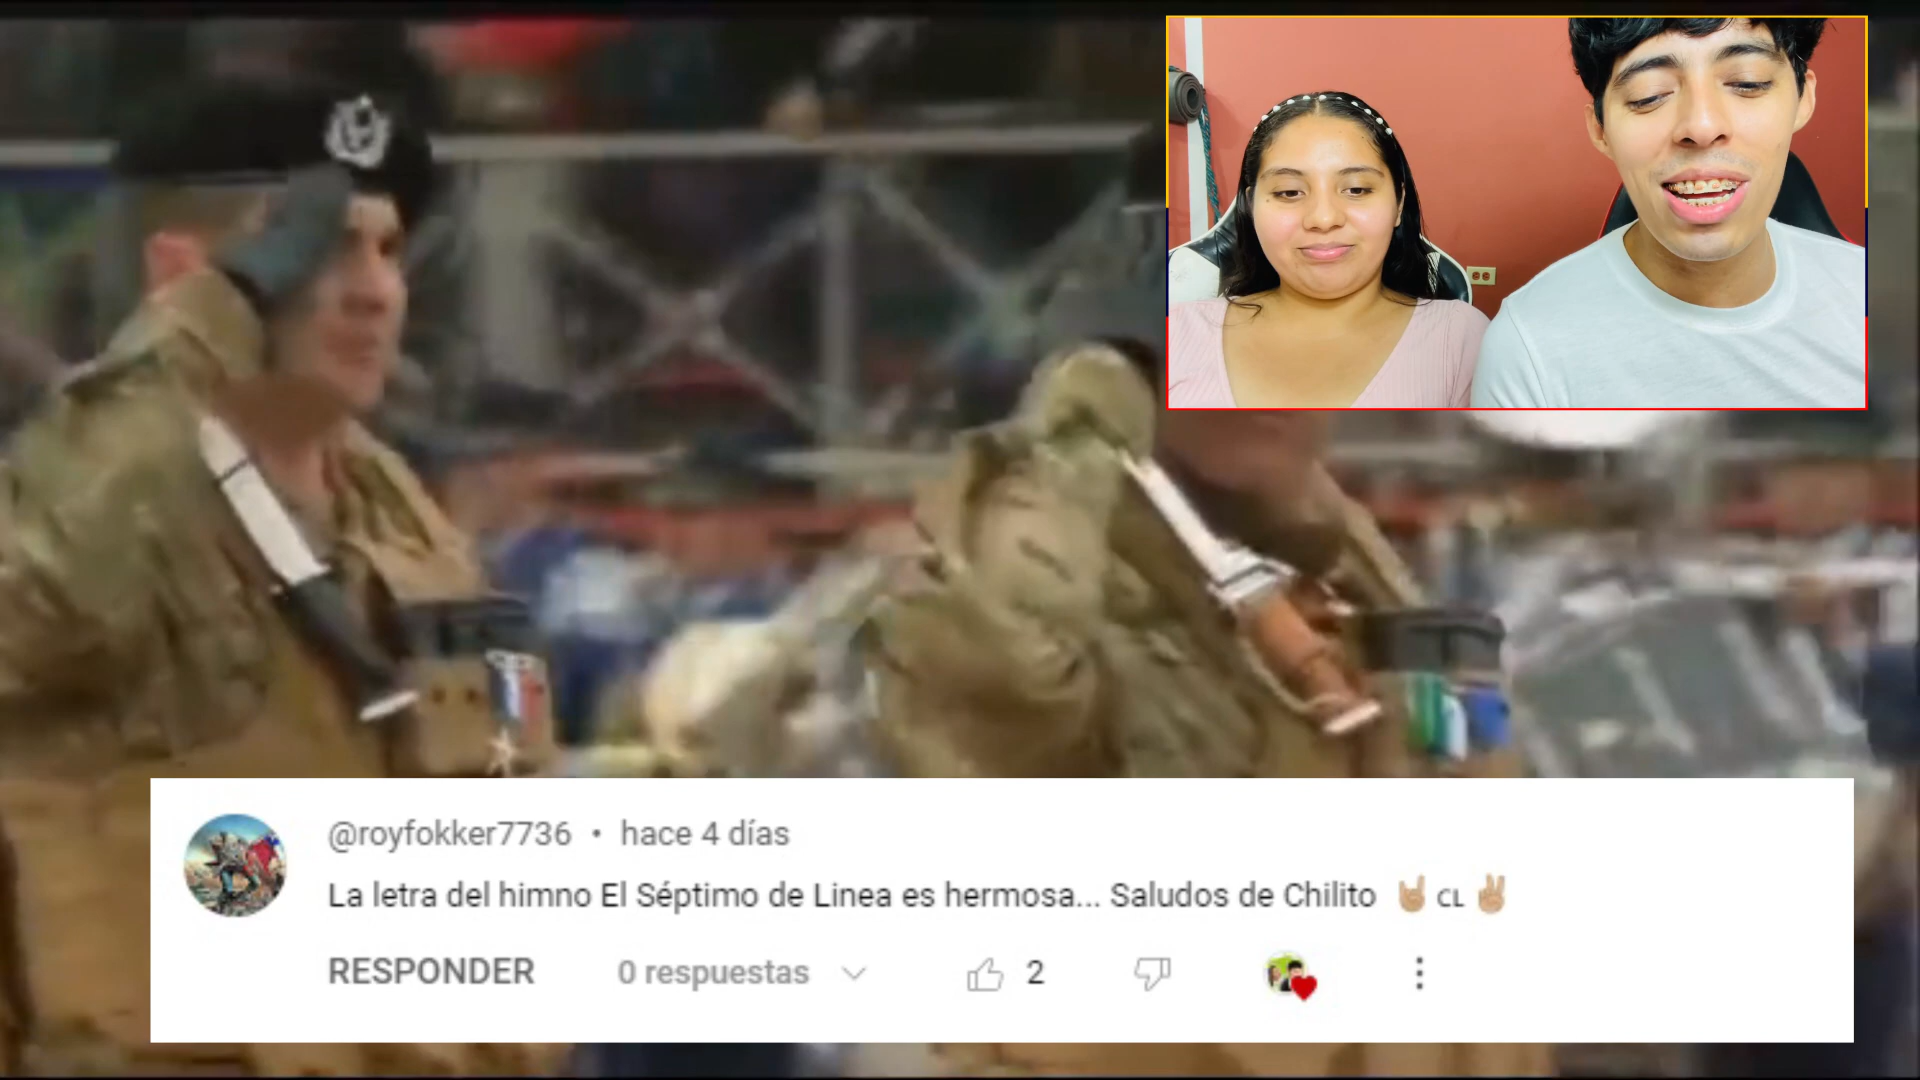 @royfokker7736 • hace 4 días
La letra del himno El Séptimo de Linea es hermosa... Saludos de Chilito 🤘🏼 CL ✌🏼
RESPONDER 0 respuestas 2